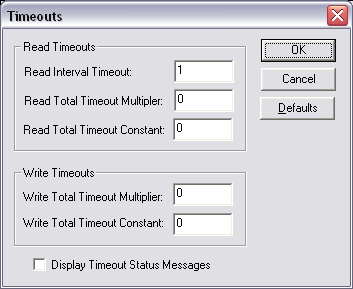 Timeouts
Read Timeouts
Read Interval Timeout: 1
Read Total Timeout Multipler: 0
Read Total Timeout Constant: 0
OK
Cancel
Defaults
Write Timeouts
Write Total Timeout Multiplier: 0
Write Total Timeout Constant: 0
Display Timeout Status Messages